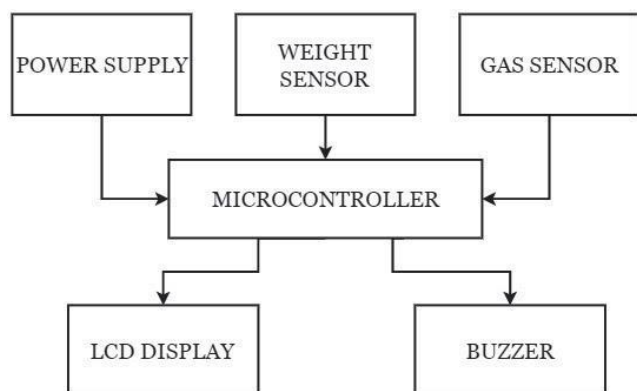 POWER SUPPLY
WEIGHT
SENSOR
GAS SENSOR
MICROCONTROLLER
LCD DISPLAY
BUZZER